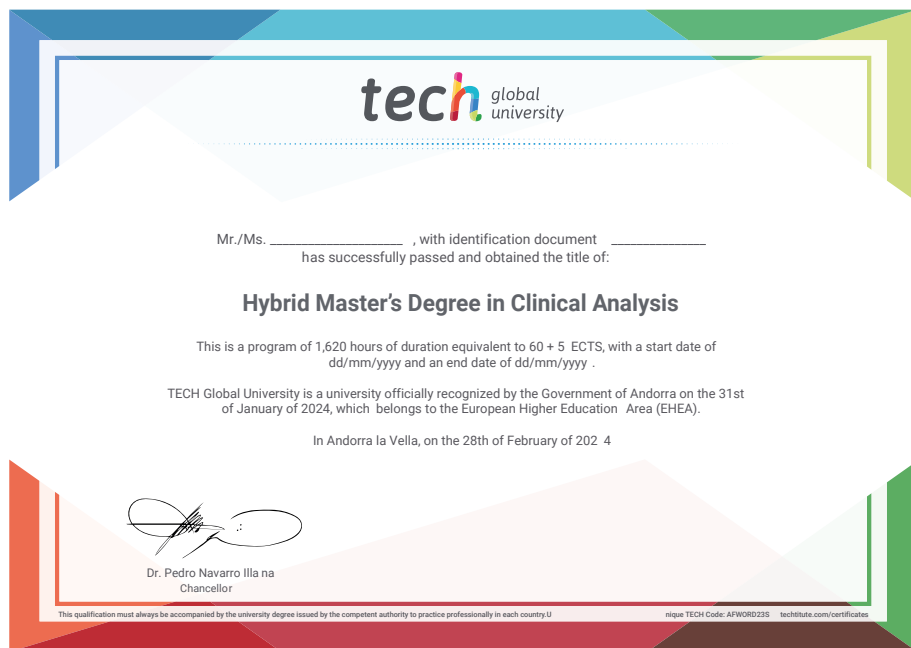 tech global university
Mr./Ms. _____________________ , with identification document _______________
has successfully passed and obtained the title of:
Hybrid Master's Degree in Clinical Analysis
This is a program of 1,620 hours of duration equivalent to 60 + 5 ECTS, with a start date of
dd/mm/yyyy and an end date of dd/mm/yyyy .
TECH Global University is a university officially recognized by the Government of Andorra on the 31st
of January of 2024, which belongs to the European Higher Education Area (EHEA).
In Andorra la Vella, on the 28th of February of 202 4
Dr. Pedro Navarro Illa na
Chancellor
This qualification must always be accompanied by the university degree issued by the competent authority to practice professionally in each country.U nique TECH Code: AFWORD23S techtitute.com/certificates